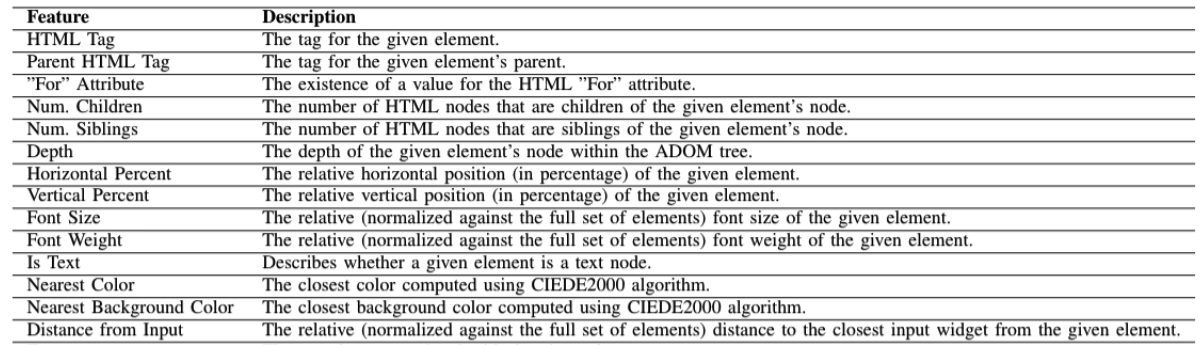 Feature Description
HTML Tag The tag for the given element.
Parent HTML Tag The tag for the given element's parent.
"For" Attribute The existence of a value for the HTML "For" attribute.
Num. Children The number of HTML nodes that are children of the given element's node.
Num. Siblings The number of HTML nodes that are siblings of the given element's node.
Depth The depth of the given element's node within the ADOM tree.
Horizontal Percent The relative horizontal position (in percentage) of the given element.
Vertical Percent The relative vertical position (in percentage) of the given element.
Font Size The relative (normalized against the full set of elements) font size of the given element.
Font Weight The relative (normalized against the full set of elements) font weight of the given element.
Is Text Describes whether a given element is a text node.
Nearest Color The closest color computed using CIEDE2000 algorithm.
Nearest Background Color The closest background color computed using CIEDE2000 algorithm.
Distance from Input The relative (normalized against the full set of elements) distance to the closest input widget from the given element.